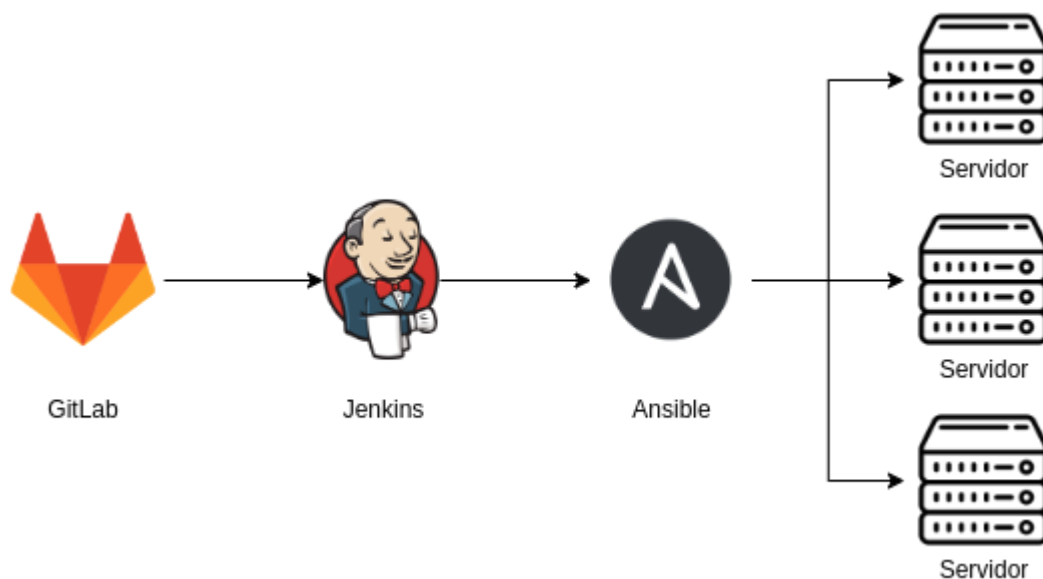 Servidor
Servidor
GitLab
Jenkins
Ansible
Servidor